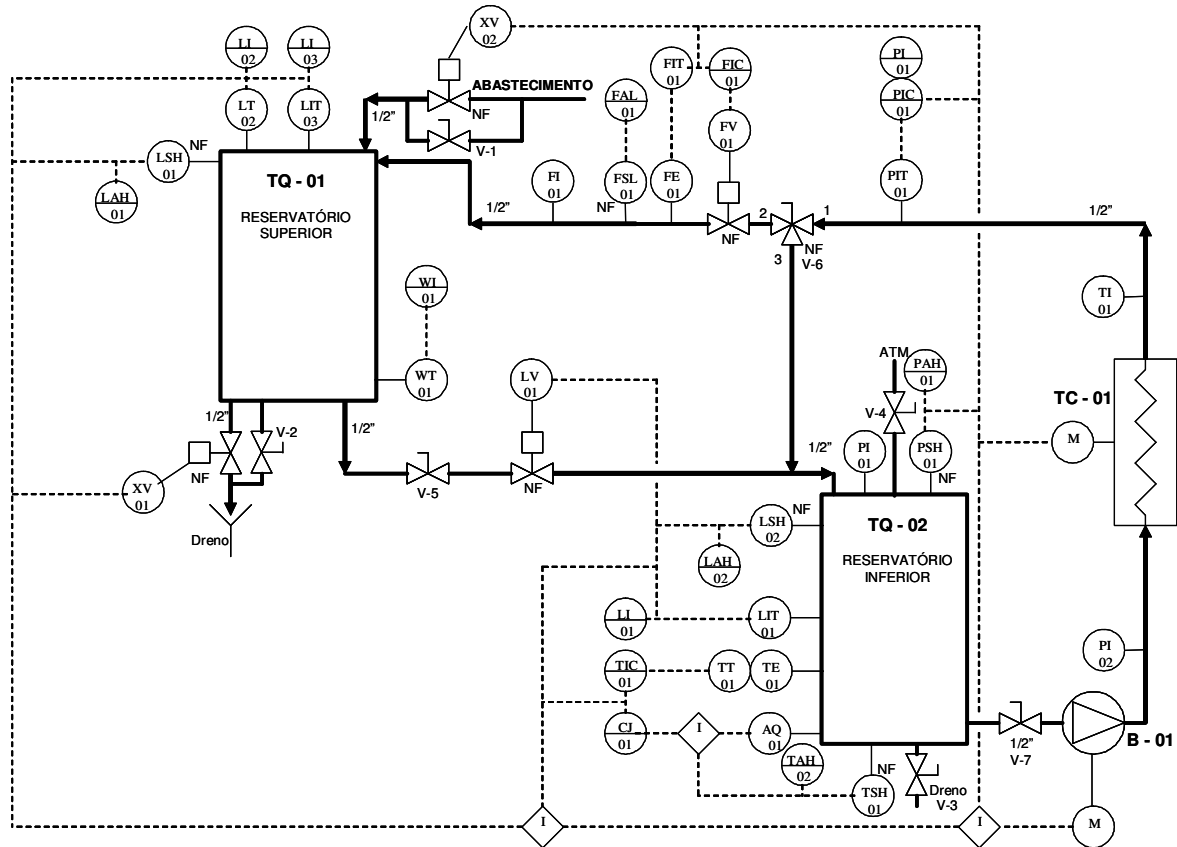 XV
02
LI
02
LI
03
LT
02
LIT
03
ABASTECIMENTO
1/2"
NF
V-1
FIT
01
FIC
01
PI
01
PIC
01
FAL
01
FV
01
NF
LSH
01
LAH
01
TQ - 01
RESERVATÓRIO
SUPERIOR
FI
01
FSL
01
FE
01
PIT
01
1/2"
NF
NF
2
1
3
NF
V-6
1/2"
WI
01
WT
01
TI
01
ATM
PAH
01
LV
01
V-4
TC - 01
1/2"
V-2
1/2"
M
NF
XV
01
Dreno
V-5
NF
1/2"
PI
01
PSH
01
NF
LSH
02
NF
LAH
02
TQ - 02
RESERVATÓRIO
INFERIOR
LI
01
LIT
01
TIC
01
TT
01
TE
01
PI
02
CJ
01
I
AQ
01
TAH
02
NF
TSH
01
Dreno
V-3
1/2"
V-7
B - 01
I
I
M